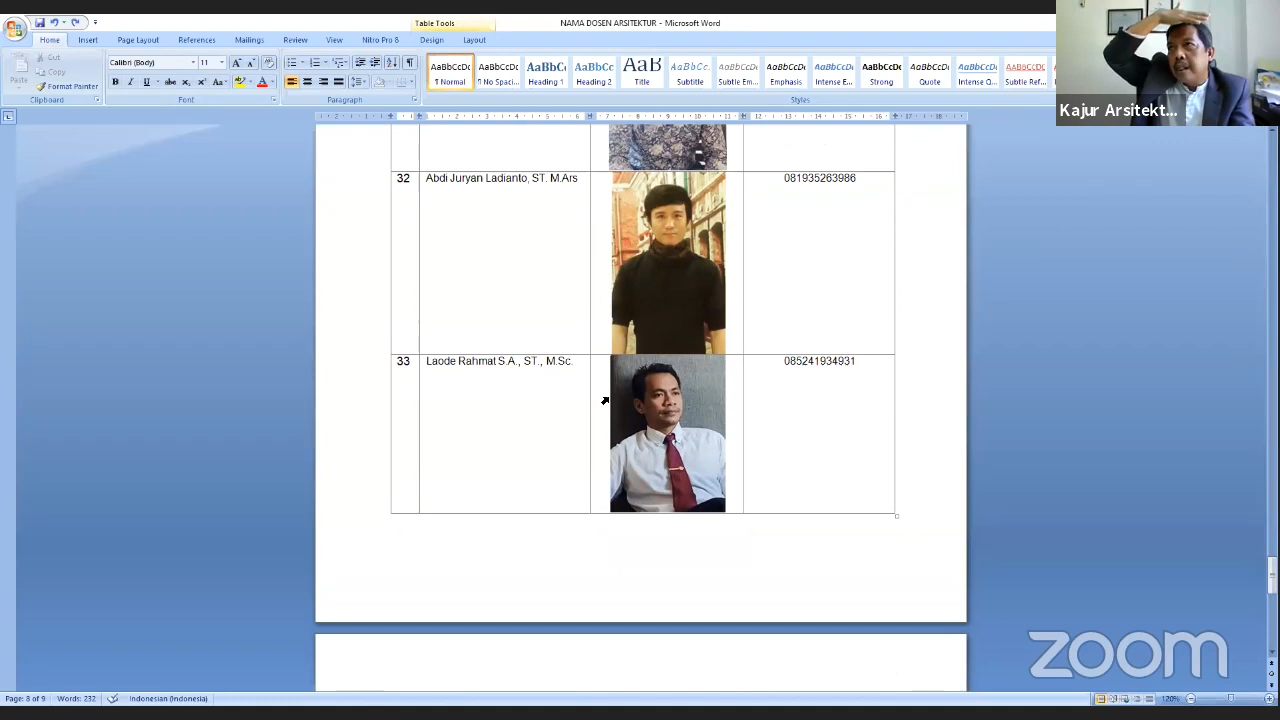 Table Tools
NAMA DOSEN ARSITEKTUR - Microsoft Word
Home Insert Page Layout References Mailings Review View Nitro Pro 8 Design Layout
Cut
Copy
Paste
Format Painter
Clipboard
Calibri (Body) 11
Font
Paragraph
AaBbCcDc AaBbCcDc AaBbC AaBbCc AaB AaBbCc. AaBbCcDc AaBbCcDc AaBbCcDc AaBbCcDc AaBbCcDc AaBbCcDc AaBbCcDc
¶ Normal ¶ No Spaci... Heading 1 Heading 2 Title Subtitle Subtle Em... Emphasis Intense E... Strong Quote Intense Q... Subtle Ref...
Styles
Kajur Arsitekt...
32 Abdi Juryan Ladianto, ST. M.Ars 081935263986
33 Laode Rahmat S.A., ST., M.Sc. 085241934931
zoom
Page: 8 of 9 Words: 232 Indonesian (Indonesia) 120%